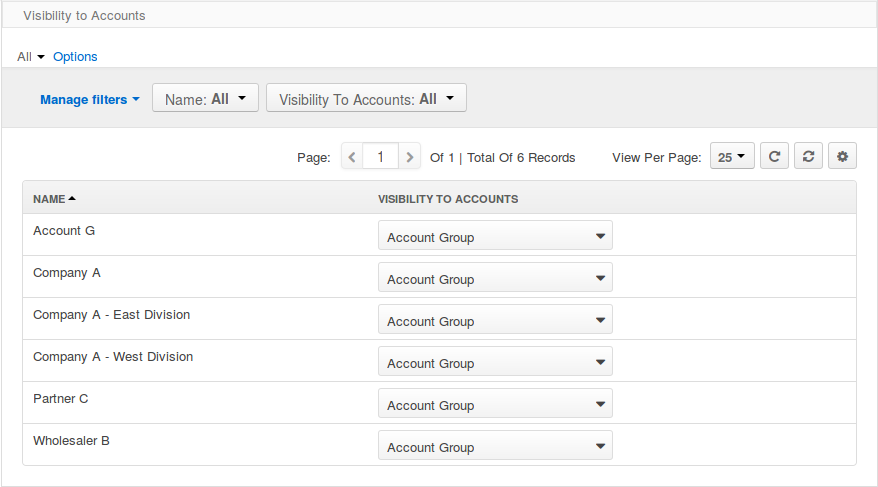 Visibility to Accounts
All Options
Manage filters Name: All Visibility To Accounts: All
Page: 1 Of 1 | Total Of 6 Records View Per Page: 25
NAME VISIBILITY TO ACCOUNTS
Account G Account Group
Company A Account Group
Company A - East Division Account Group
Company A - West Division Account Group
Partner C Account Group
Wholesaler B Account Group